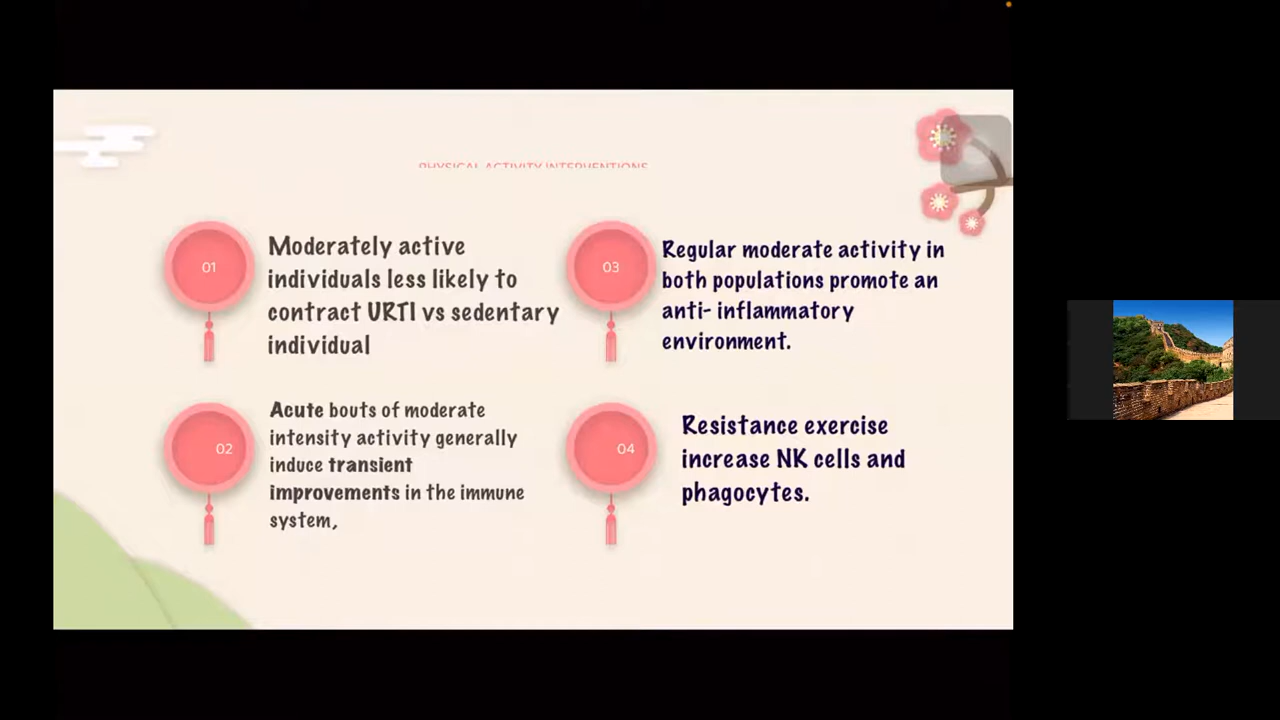 PHYSICAL ACTIVITY INTERVENTIONS
01
Moderately active
individuals less likely to
contract URTI vs sedentary
individual
02
Acute bouts of moderate
intensity activity generally
induce transient
improvements in the immune
system,
03
Regular moderate activity in
both populations promote an
anti- inflammatory
environment.
04
Resistance exercise
increase NK cells and
phagocytes.